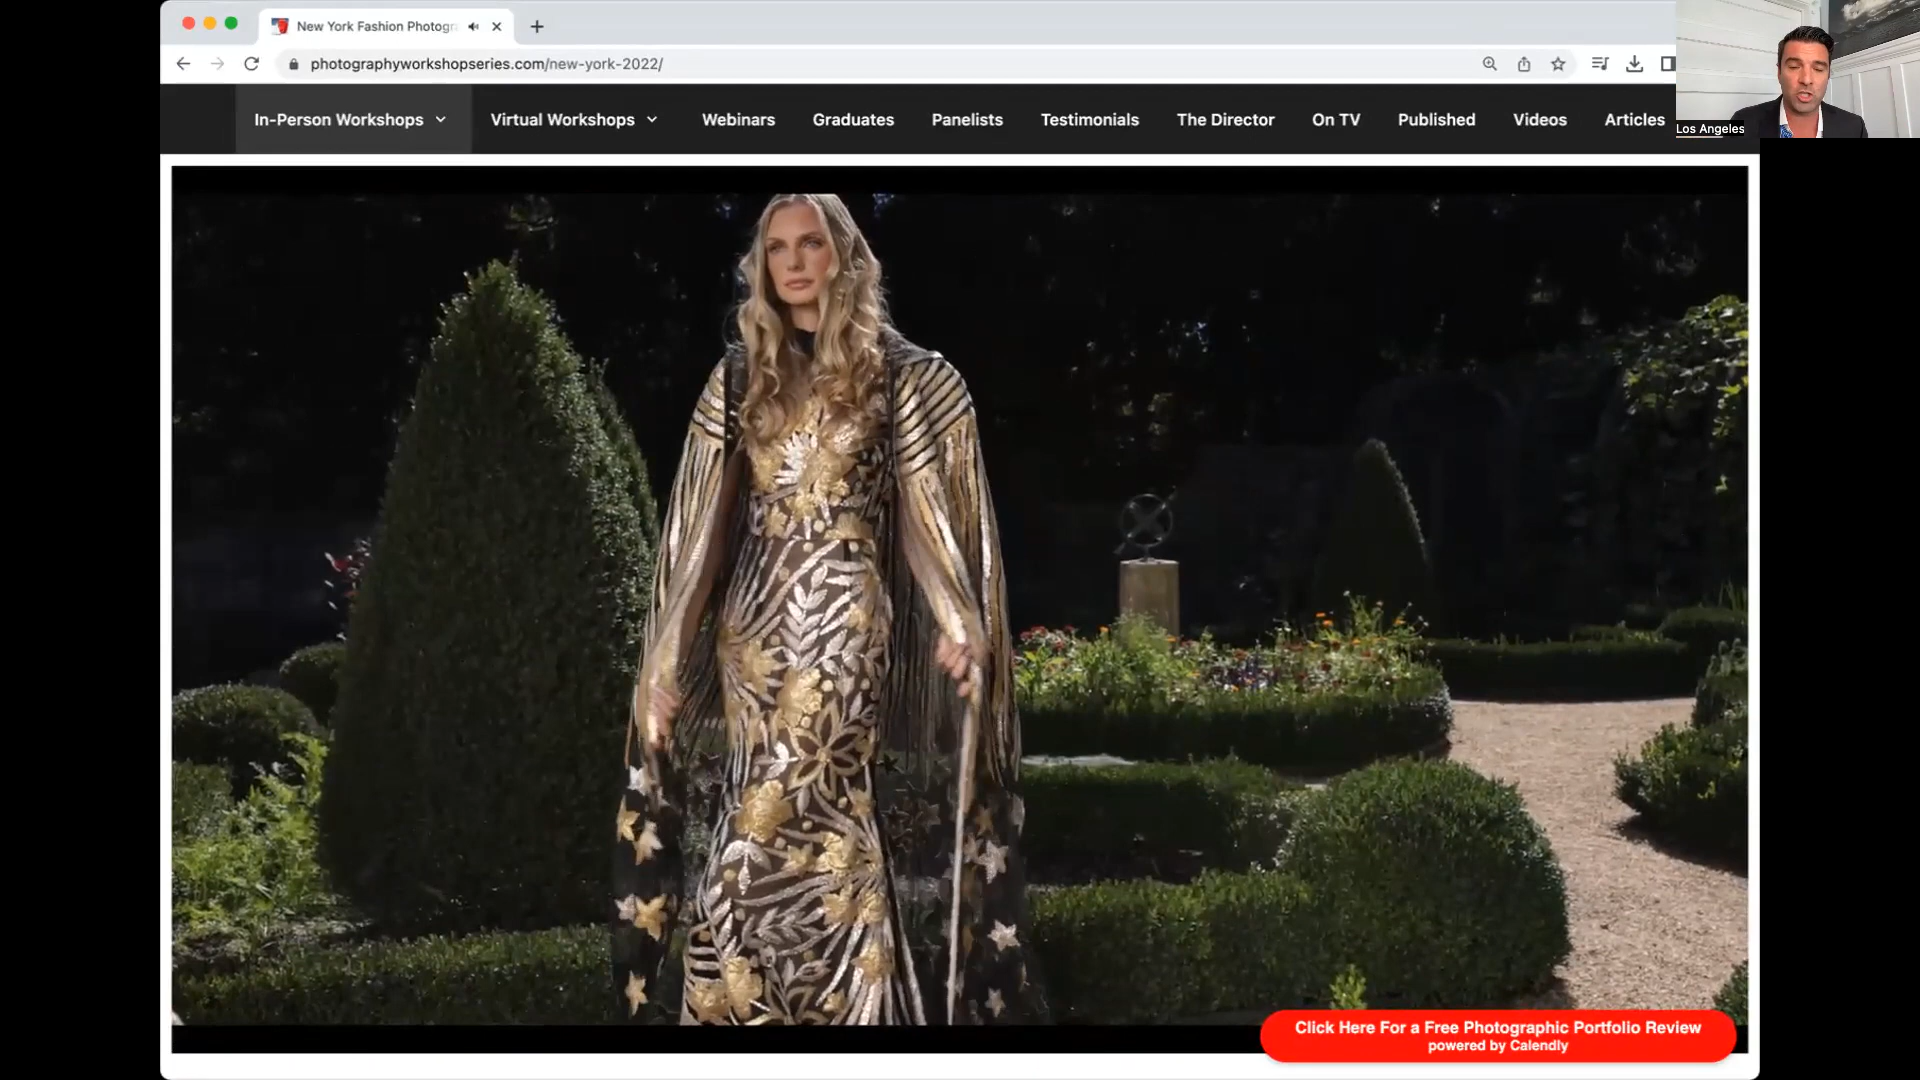 New York Fashion Photogr
photographyworkshopseries.com/new-york-2022/
In-Person Workshops Virtual Workshops Webinars Graduates Panelists Testimonials The Director On TV Published Videos Articles
Los Angeles
Click Here For a Free Photographic Portfolio Review
powered by Calendly